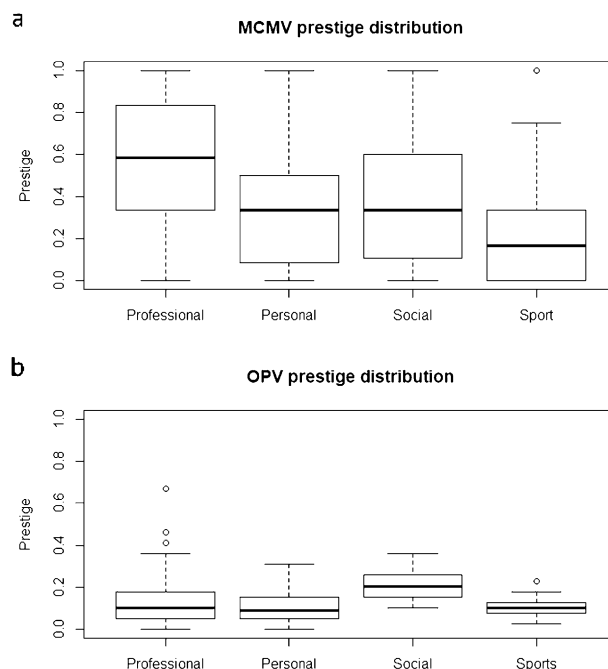 a
MCMV prestige distribution
Prestige
1.0
0.8
0.6
0.4
0.2
0.0
Professional Personal Social Sport
b
OPV prestige distribution
Prestige
1.0
0.8
0.6
0.4
0.2
0.0
Professional Personal Social Sports